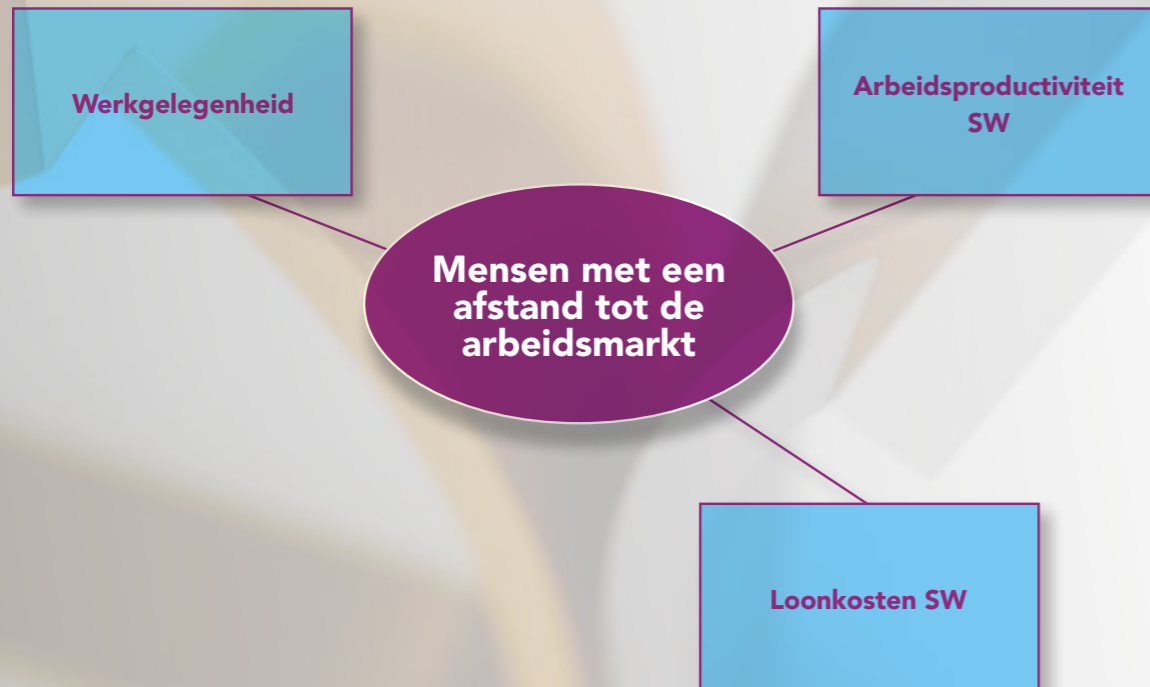 Werkgelegenheid
Arbeidsproductiviteit
SW
Mensen met een
afstand tot de
arbeidsmarkt
Loonkosten SW